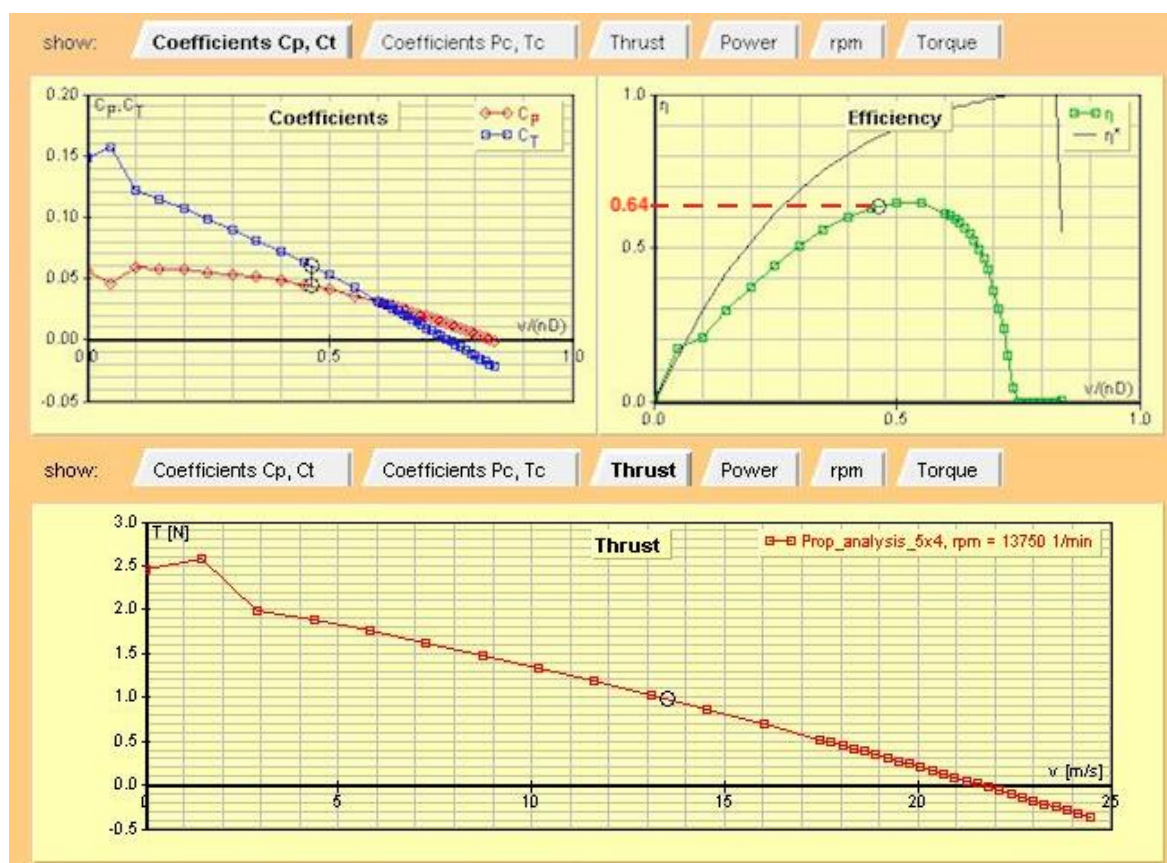 show: Coefficients Cp, Ct Coefficients Pc, Tc Thrust Power rpm Torque
0.20 CP,CT Coefficients CP
CT
0.15
0.10
0.05
0.00
v/(nD)
0.0 0.5 1.0
-0.05
1.0 η Efficiency η
η*
0.64
0.5
v/(nD)
0.0
0.0 0.5 1.0
show: Coefficients Cp, Ct Coefficients Pc, Tc Thrust Power rpm Torque
3.0 T [N] Thrust Prop_analysis_5x4, rpm = 13750 1/min
2.5
2.0
1.5
1.0
0.5
v [m/s]
0.0
0 5 10 15 20 25
-0.5